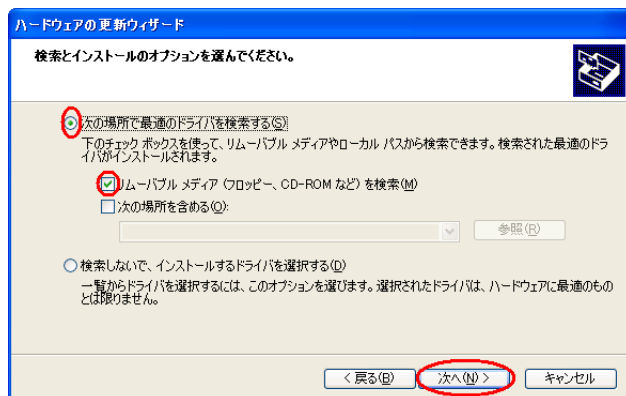 ハードウェアの更新ウィザード
検索とインストールのオプションを選んでください。
次の場所で最適のドライバを検索する(S)
下のチェック ボックスを使って、リムーバブル メディアやローカル パスから検索できます。検索された最適のドラ
イバがインストールされます。
リムーバブル メディア (フロッピー、CD-ROM など) を検索(M)
次の場所を含める(O):
参照(R)
検索しないで、インストールするドライバを選択する(D)
一覧からドライバを選択するには、このオプションを選びます。選択されたドライバは、ハードウェアに最適のもの
とは限りません。
< 戻る(B)
次へ(N) >
キャンセル